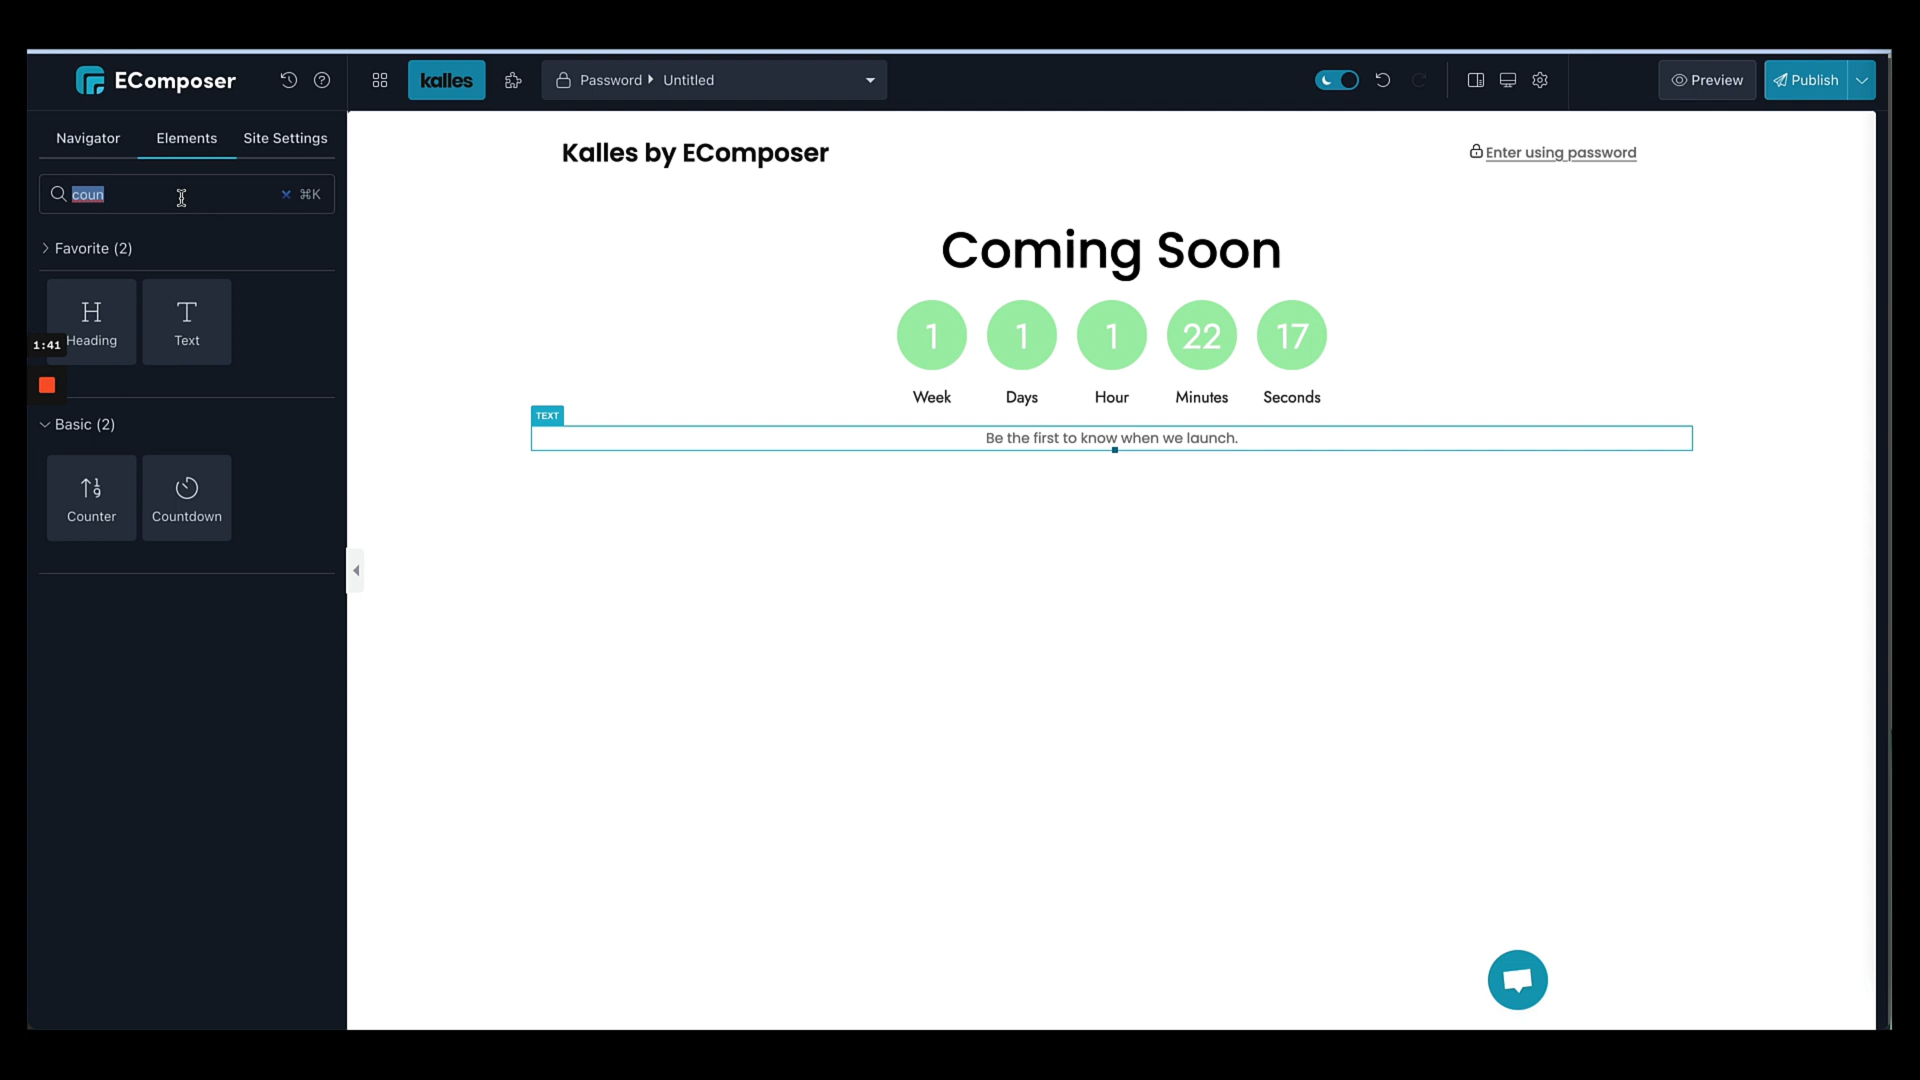 EComposer
kalles
Password Untitled
Preview
Publish
Navigator Elements Site Settings
coun
⌘K
Favorite (2)
H
Heading
T
Text
1:41
Basic (2)
1
9
Counter
Countdown
Kalles by EComposer
Enter using password
Coming Soon
1 1 1 22 17
Week Days Hour Minutes Seconds
TEXT
Be the first to know when we launch.